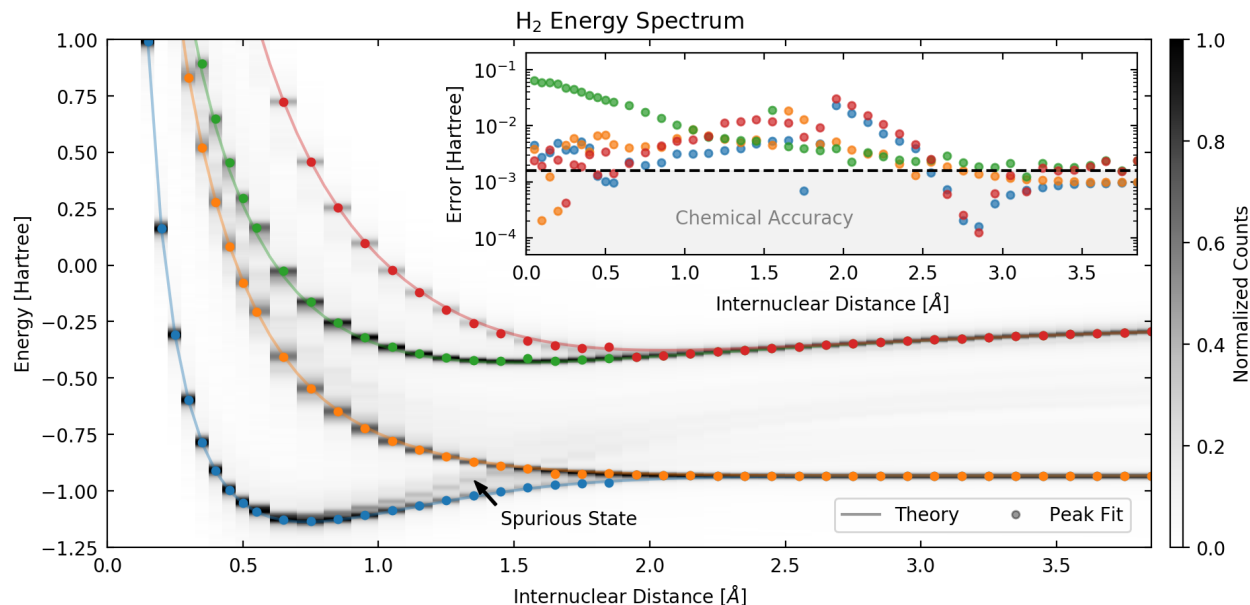 H₂ Energy Spectrum
1.00
0.75
0.50
0.25
0.00
−0.25
−0.50
−0.75
−1.00
−1.25
Energy [Hartree]
0.0 0.5 1.0 1.5 2.0 2.5 3.0 3.5
Internuclear Distance [Å]
10⁻¹
10⁻²
10⁻³
10⁻⁴
Error [Hartree]
Chemical Accuracy
0.0 0.5 1.0 1.5 2.0 2.5 3.0 3.5
Internuclear Distance [Å]
Spurious State
Theory Peak Fit
1.0
0.8
0.6
0.4
0.2
0.0
Normalized Counts